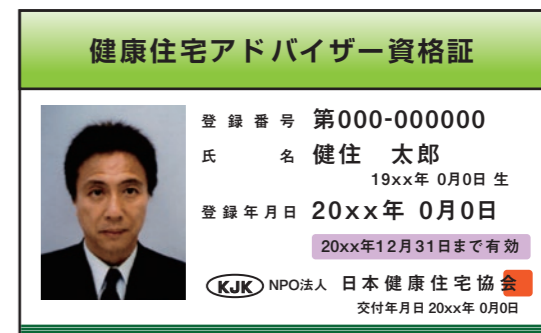 健康住宅アドバイザー資格証
登録番号 第000-000000
氏名 健住 太郎
19xx年 0月0日 生
登録年月日 20xx年 0月0日
20xx年12月31日まで有効
KJK NPO法人 日本健康住宅協会
交付年月日 20xx年 0月0日